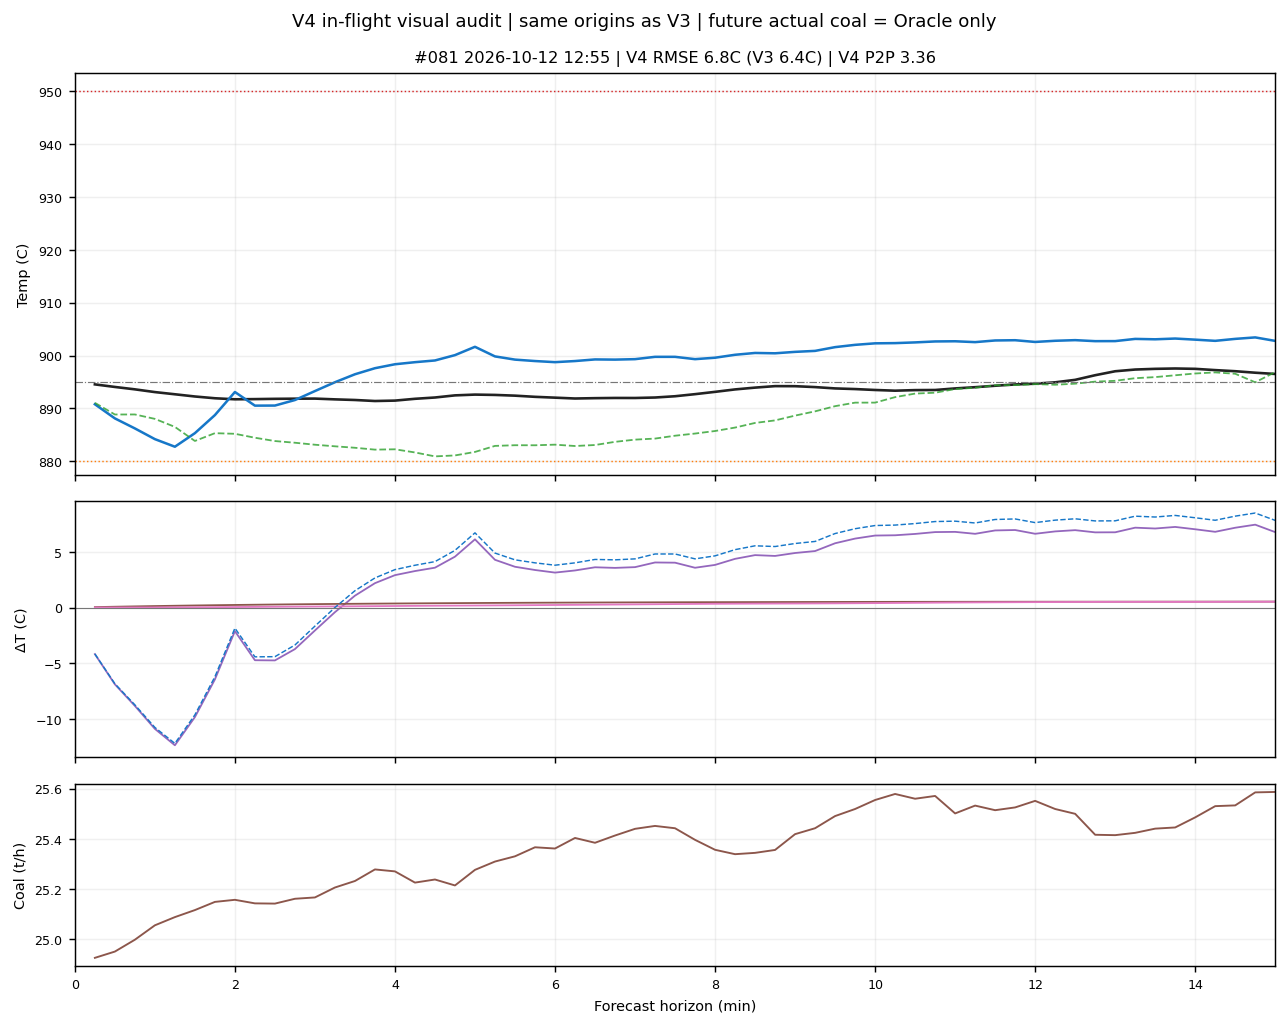 V4 in-flight visual audit | same origins as V3 | future actual coal = Oracle only
#081 2026-10-12 12:55 | V4 RMSE 6.8C (V3 6.4C) | V4 P2P 3.36
950
940
930
920
910
900
890
880
Temp (C)
5
0
−5
−10
ΔT (C)
25.6
25.4
25.2
25.0
Coal (t/h)
0 2 4 6 8 10 12 14
Forecast horizon (min)